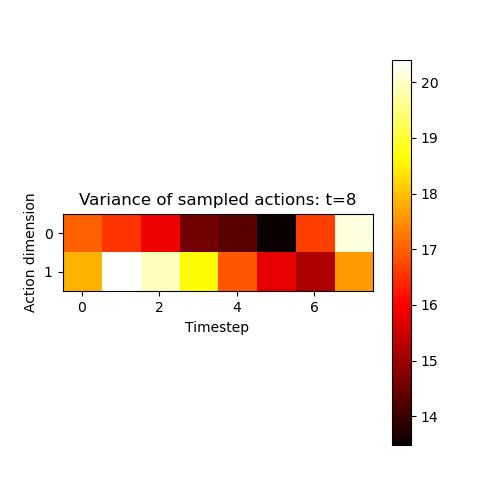 Variance of sampled actions: t=8
Action dimension
0
1
0 2 4 6
Timestep
20
19
18
17
16
15
14